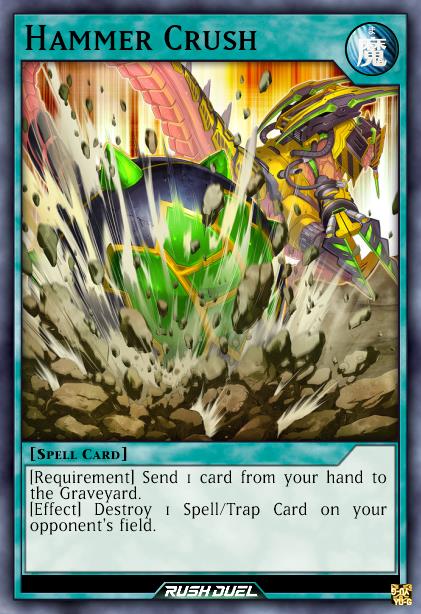 HAMMER CRUSH
ま
魔
[SPELL CARD]
[Requirement] Send 1 card from your hand to
the Graveyard.
[Effect] Destroy 1 Spell/Trap Card on your
opponent's field.
RUSH DUEL